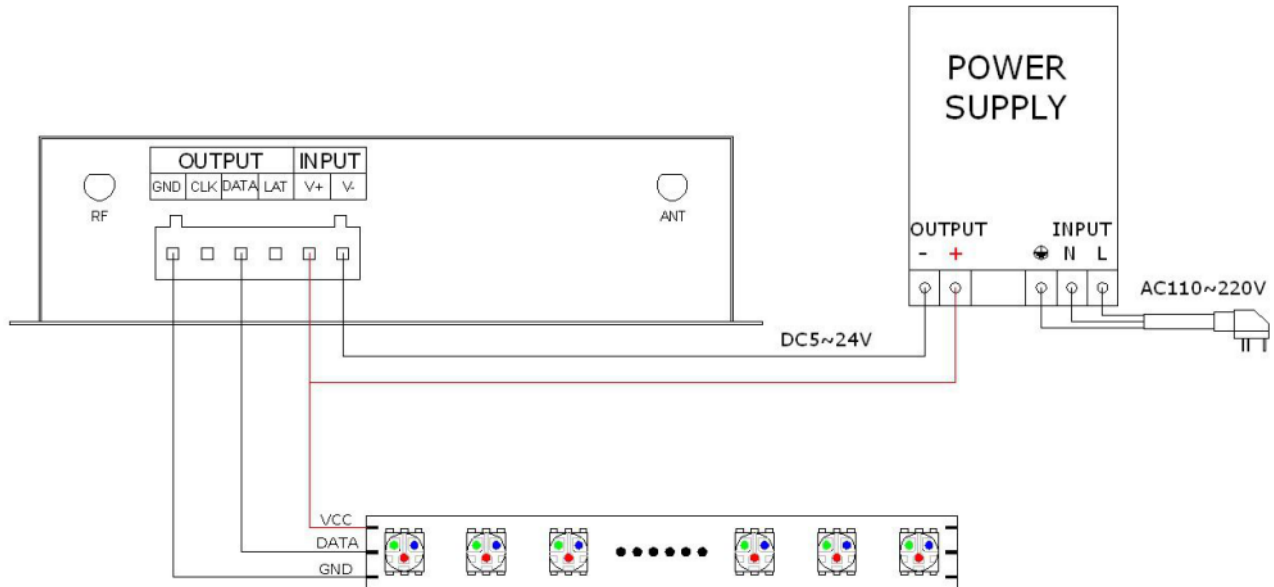 POWER
SUPPLY
OUTPUT INPUT
GND CLK DATA LAT V+ V-
RF
ANT
OUTPUT INPUT
- + N L
AC110~220V
DC5~24V
VCC
DATA
GND